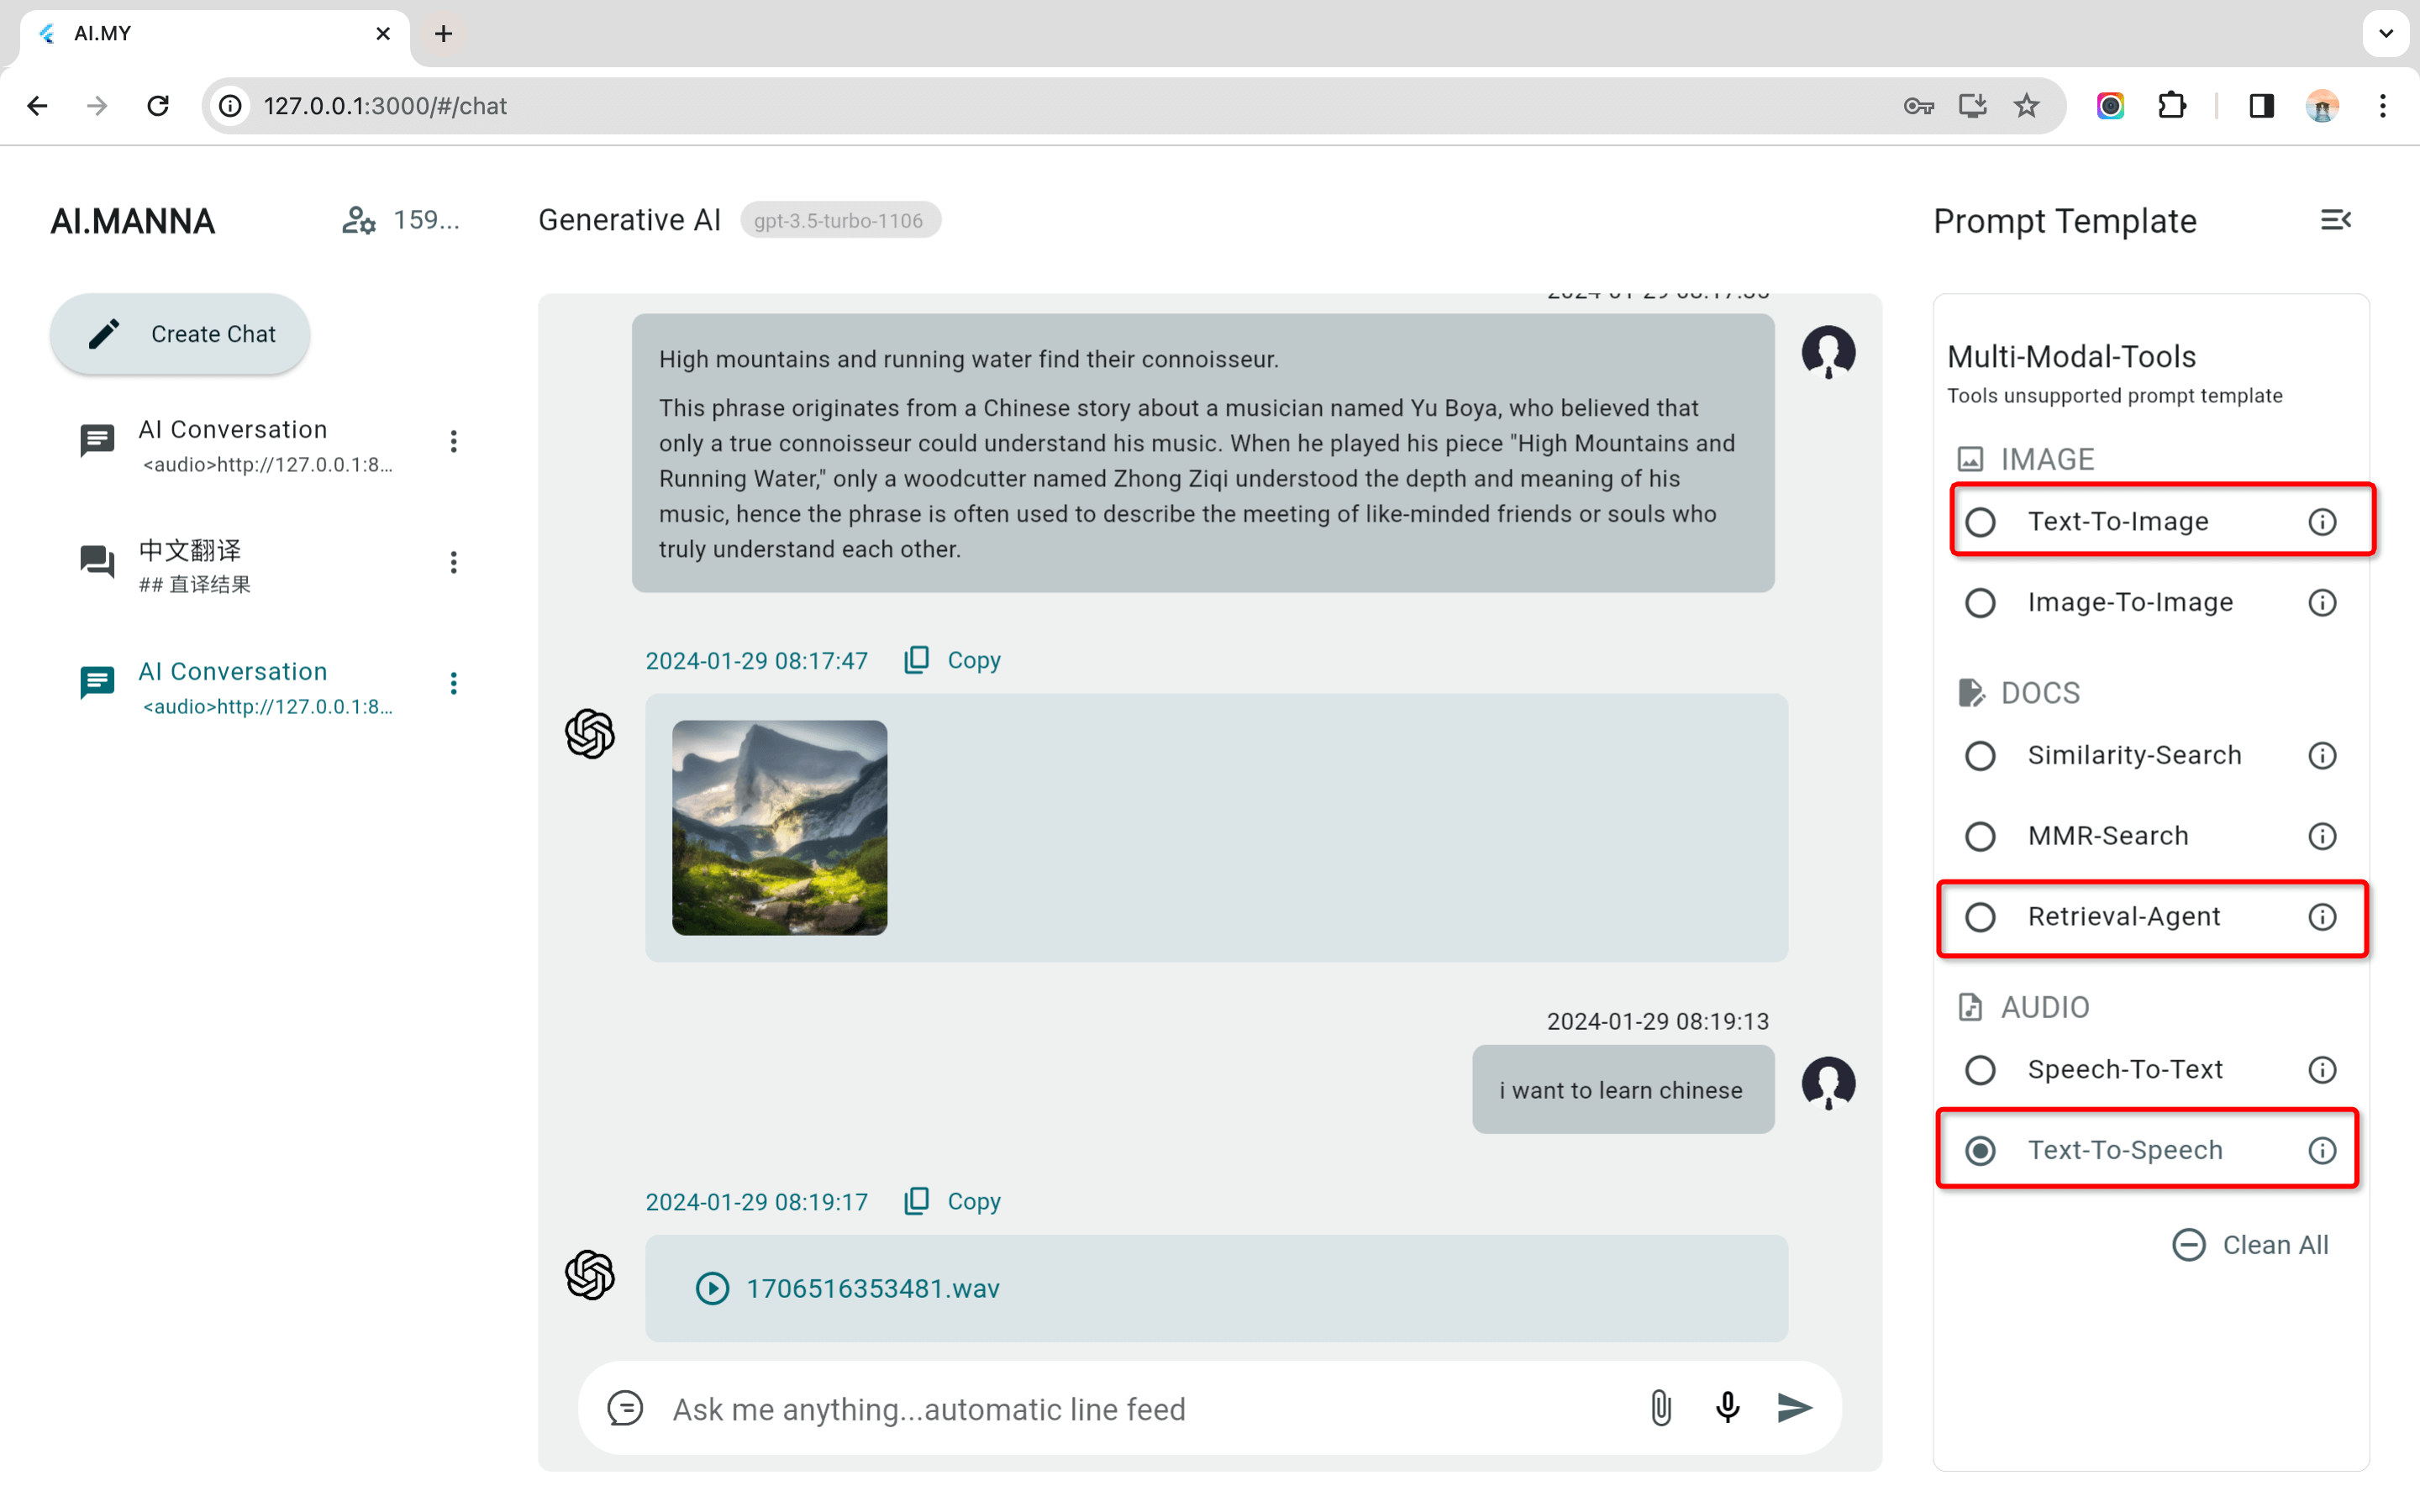 AI.MY
127.0.0.1:3000/#/chat
AI.MANNA
159...
Generative AI
gpt-3.5-turbo-1106
Prompt Template
Create Chat
AI Conversation
<audio>http://127.0.0.1:8...
中文翻译
## 直译结果
AI Conversation
<audio>http://127.0.0.1:8...
High mountains and running water find their connoisseur.
This phrase originates from a Chinese story about a musician named Yu Boya, who believed that
only a true connoisseur could understand his music. When he played his piece "High Mountains and
Running Water," only a woodcutter named Zhong Ziqi understood the depth and meaning of his
music, hence the phrase is often used to describe the meeting of like-minded friends or souls who
truly understand each other.
2024-01-29 08:17:47
Copy
2024-01-29 08:19:13
i want to learn chinese
2024-01-29 08:19:17
Copy
1706516353481.wav
Ask me anything...automatic line feed
Multi-Modal-Tools
Tools unsupported prompt template
IMAGE
Text-To-Image
Image-To-Image
DOCS
Similarity-Search
MMR-Search
Retrieval-Agent
AUDIO
Speech-To-Text
Text-To-Speech
Clean All